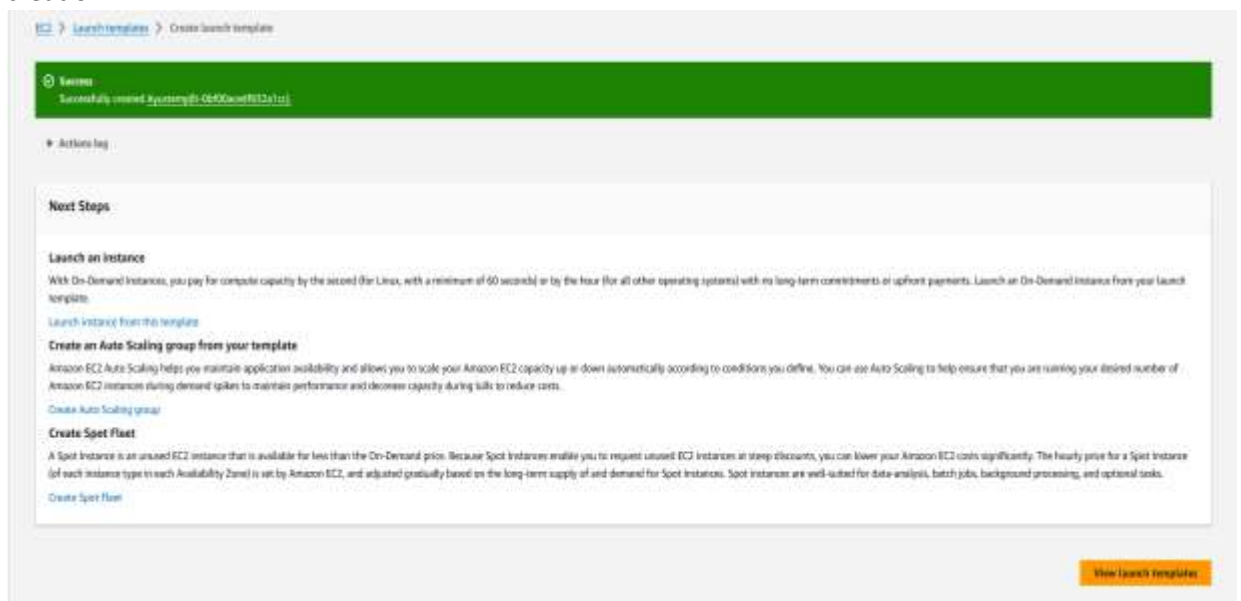 EC2 > Launch templates > Create launch template
Success
Successfully created
Actions log
Next Steps
Launch an instance
With On-Demand Instances, you pay for compute capacity by the second (for Linux, with a minimum of 60 seconds) or by the hour (for all other operating systems) with no long-term commitments or upfront payments. Launch an On-Demand Instance from your launch
template.
Launch instance from this template
Create an Auto Scaling group from your template
Amazon EC2 Auto Scaling helps you maintain application availability and allows you to scale your Amazon EC2 capacity up or down automatically according to conditions you define. You can use Auto Scaling to help ensure that you are running your desired number of
Amazon EC2 instances during demand spikes to maintain performance and decrease capacity during lulls to reduce costs.
Create Auto Scaling group
Create Spot Fleet
A Spot Instance is an unused EC2 instance that is available for less than the On-Demand price. Because Spot Instances enable you to request unused EC2 instances at steep discounts, you can lower your Amazon EC2 costs significantly. The hourly price for a Spot Instance
(of each instance type in each Availability Zone) is set by Amazon EC2, and adjusted gradually based on the long-term supply of and demand for Spot Instances. Spot instances are well-suited for data-analysis, batch jobs, background processing, and optional tasks.
Create Spot Fleet
View launch templates